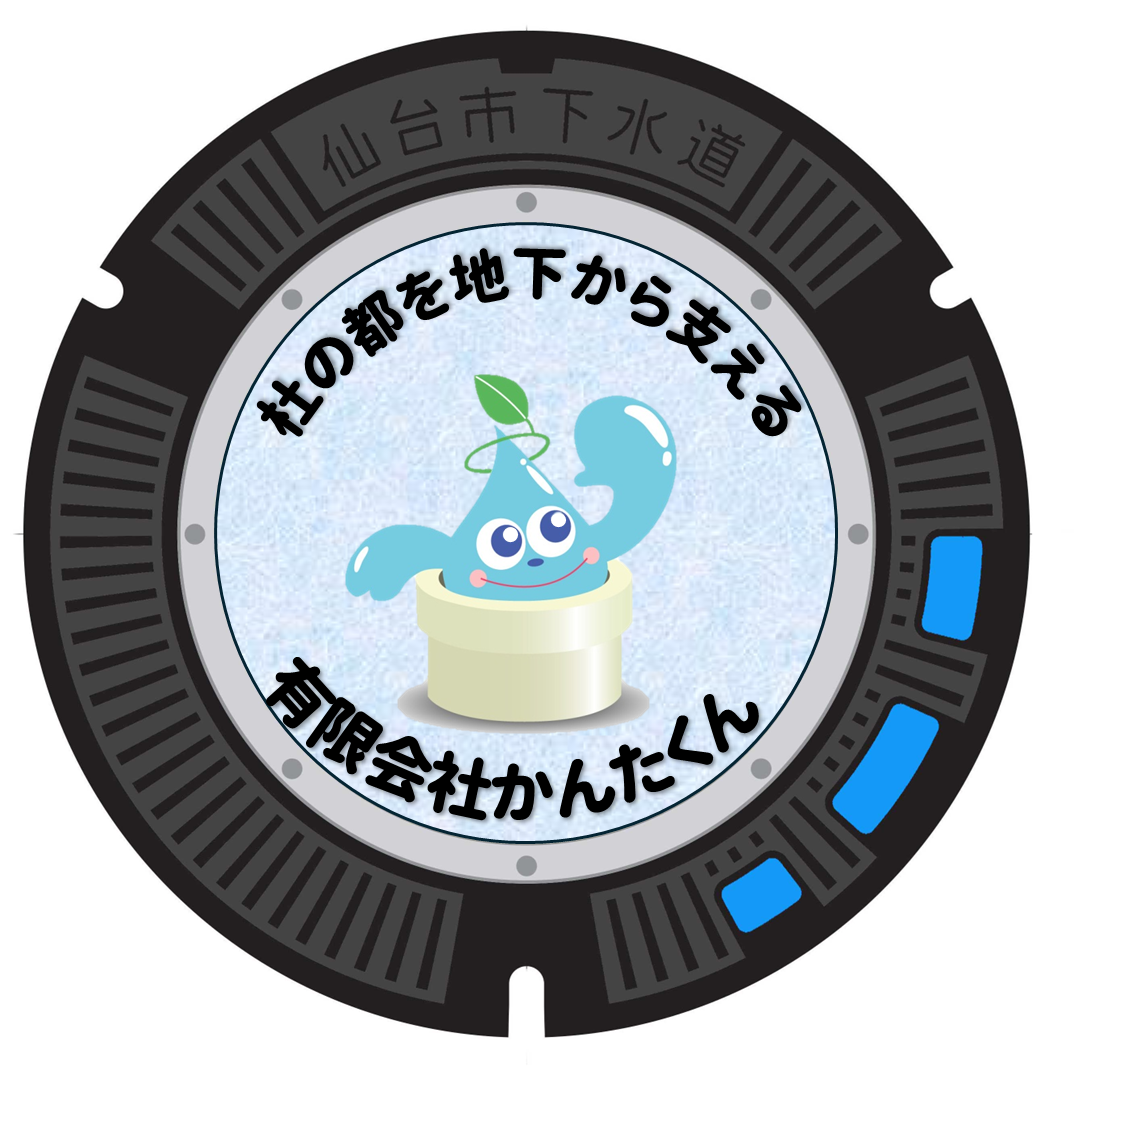 仙台市下水道
杜の都を地下から支える
有限会社かんたくん